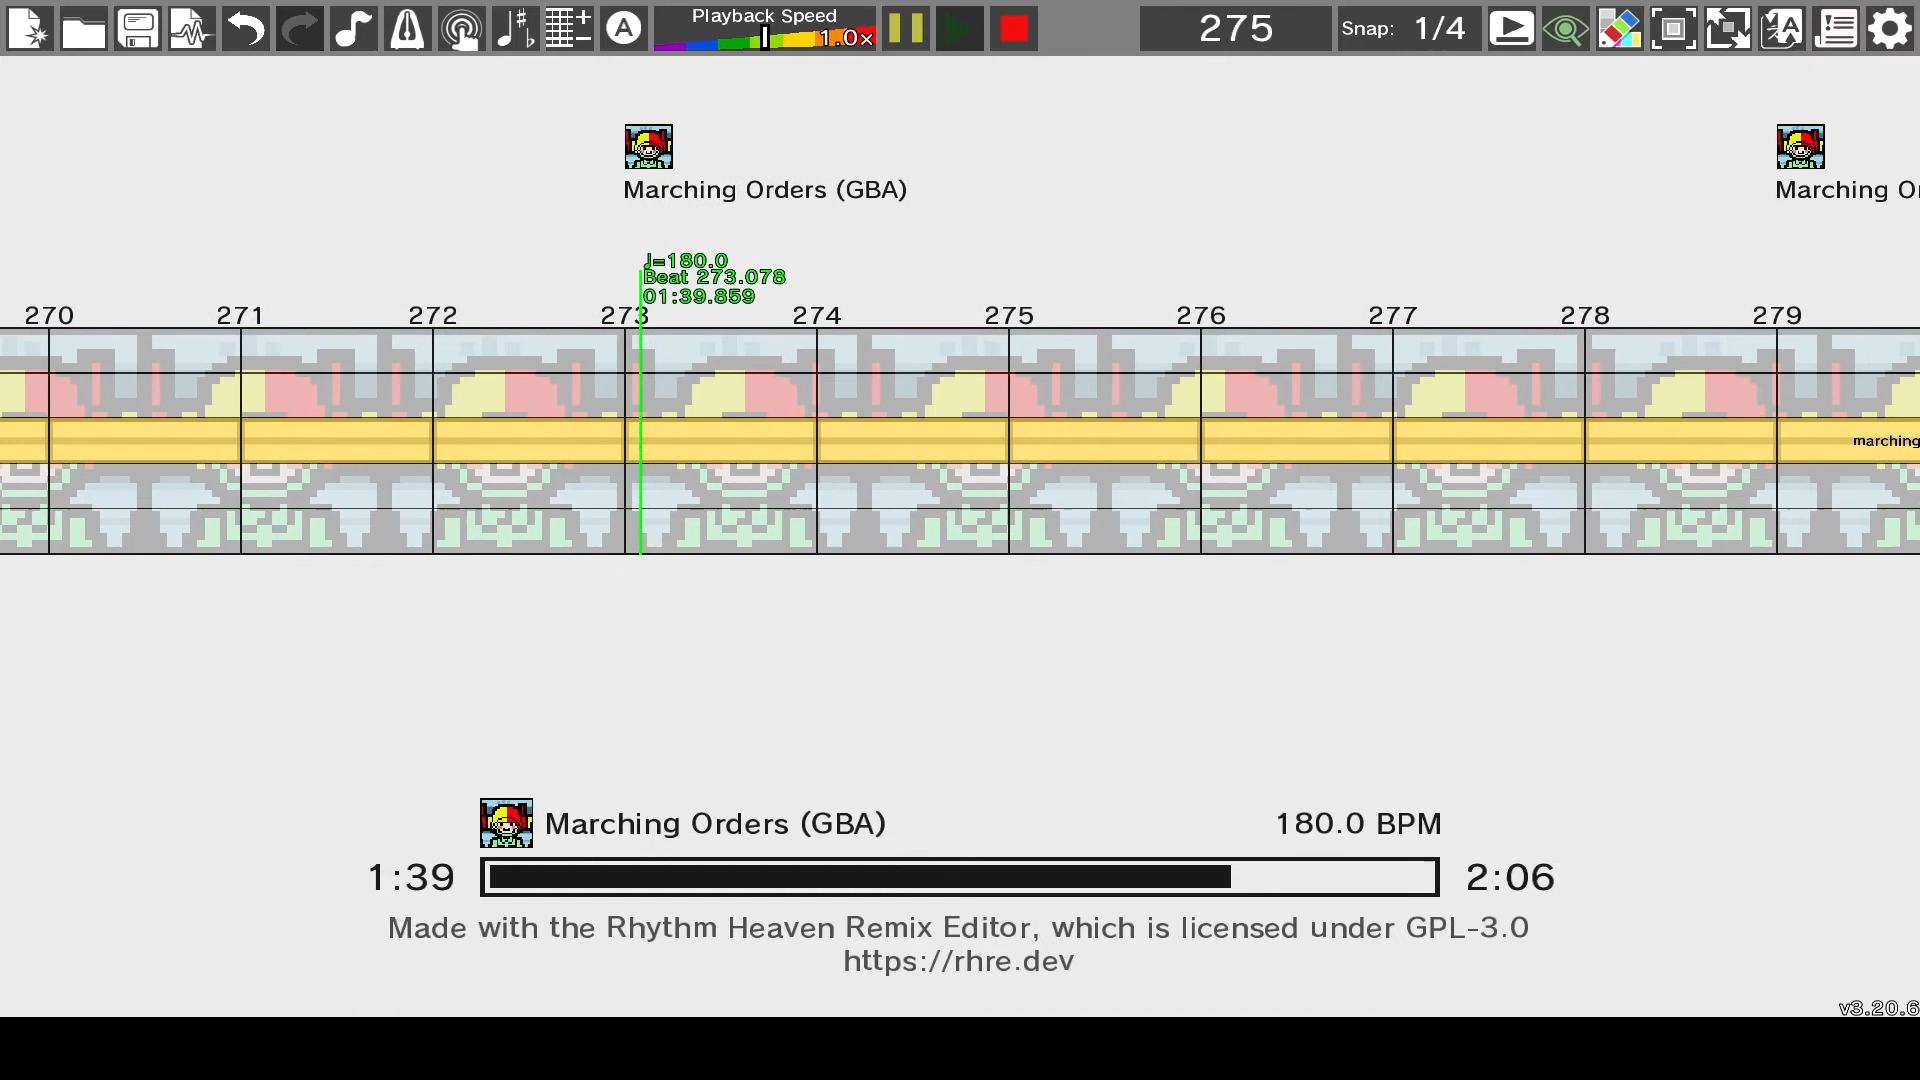 A
Playback Speed
1.0x
275
Snap: 1/4
A
Marching Orders (GBA)
Marching Or
♩=180.0
Beat 273.078
01:39.859
270 271 272 273 274 275 276 277 278 279
marching
Marching Orders (GBA)
180.0 BPM
1:39
2:06
Made with the Rhythm Heaven Remix Editor, which is licensed under GPL-3.0
https://rhre.dev
v3.20.6